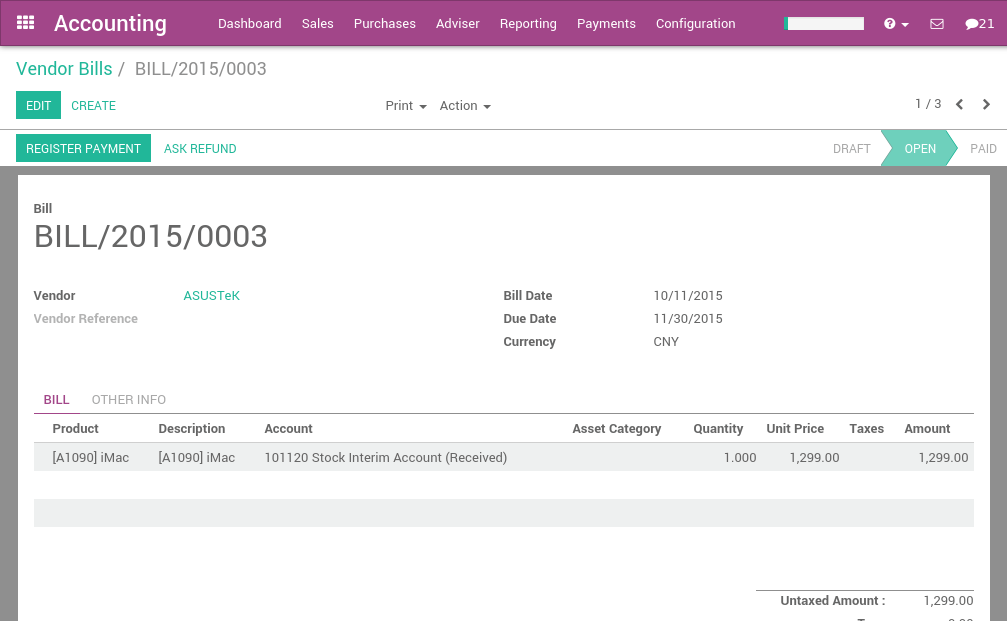 Accounting Dashboard Sales Purchases Adviser Reporting Payments Configuration ? 21
Vendor Bills / BILL/2015/0003
EDIT CREATE Print Action 1 / 3
REGISTER PAYMENT ASK REFUND DRAFT OPEN PAID
Bill
BILL/2015/0003
Vendor ASUSTeK Bill Date 10/11/2015
Vendor Reference Due Date 11/30/2015
Currency CNY
BILL OTHER INFO
Product Description Account Asset Category Quantity Unit Price Taxes Amount
[A1090] iMac [A1090] iMac 101120 Stock Interim Account (Received) 1.000 1,299.00 1,299.00
Untaxed Amount : 1,299.00